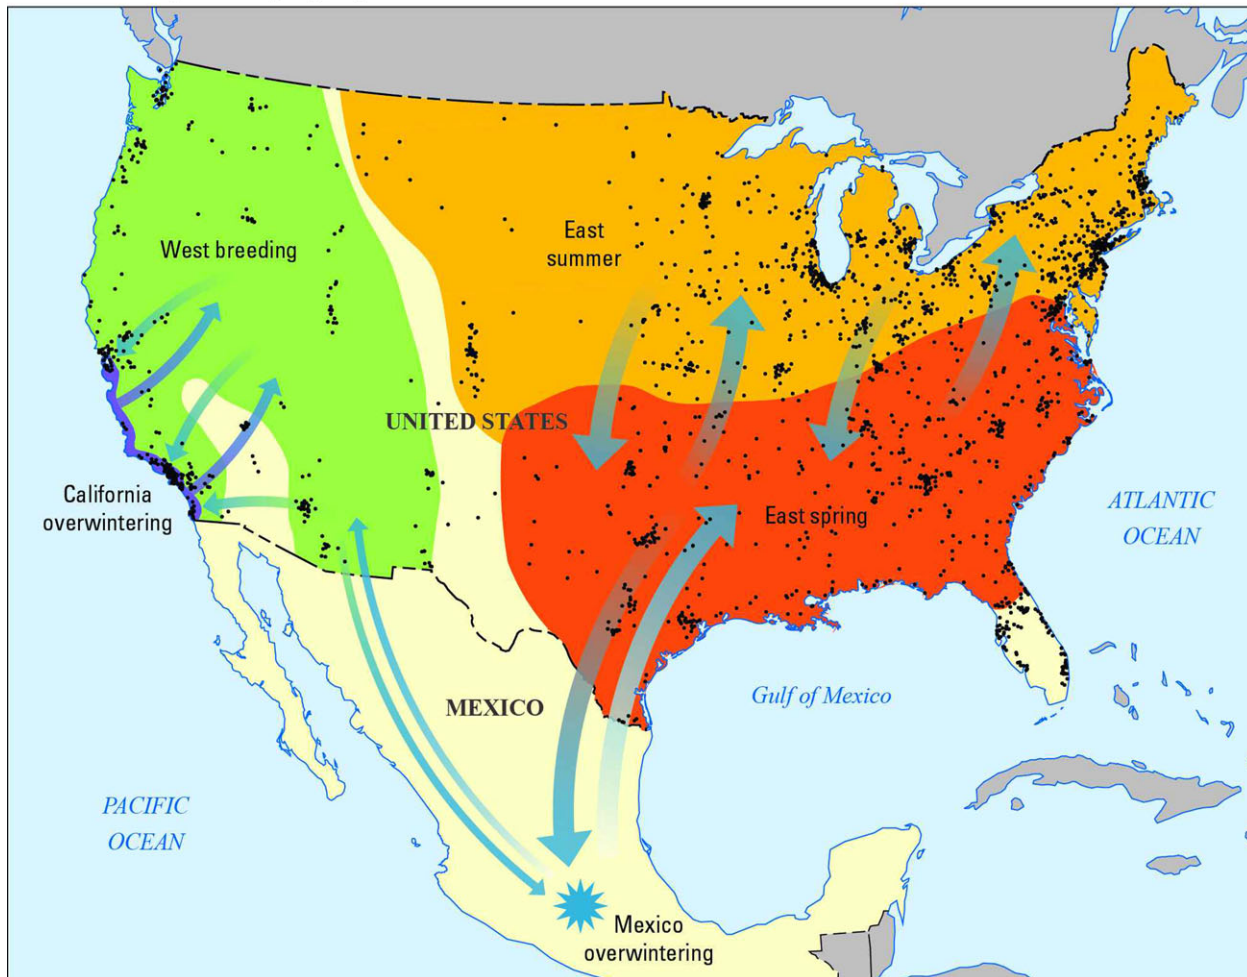 West breeding
East
summer
UNITED STATES
California
overwintering
East spring
ATLANTIC
OCEAN
MEXICO
Gulf of Mexico
PACIFIC
OCEAN
Mexico
overwintering